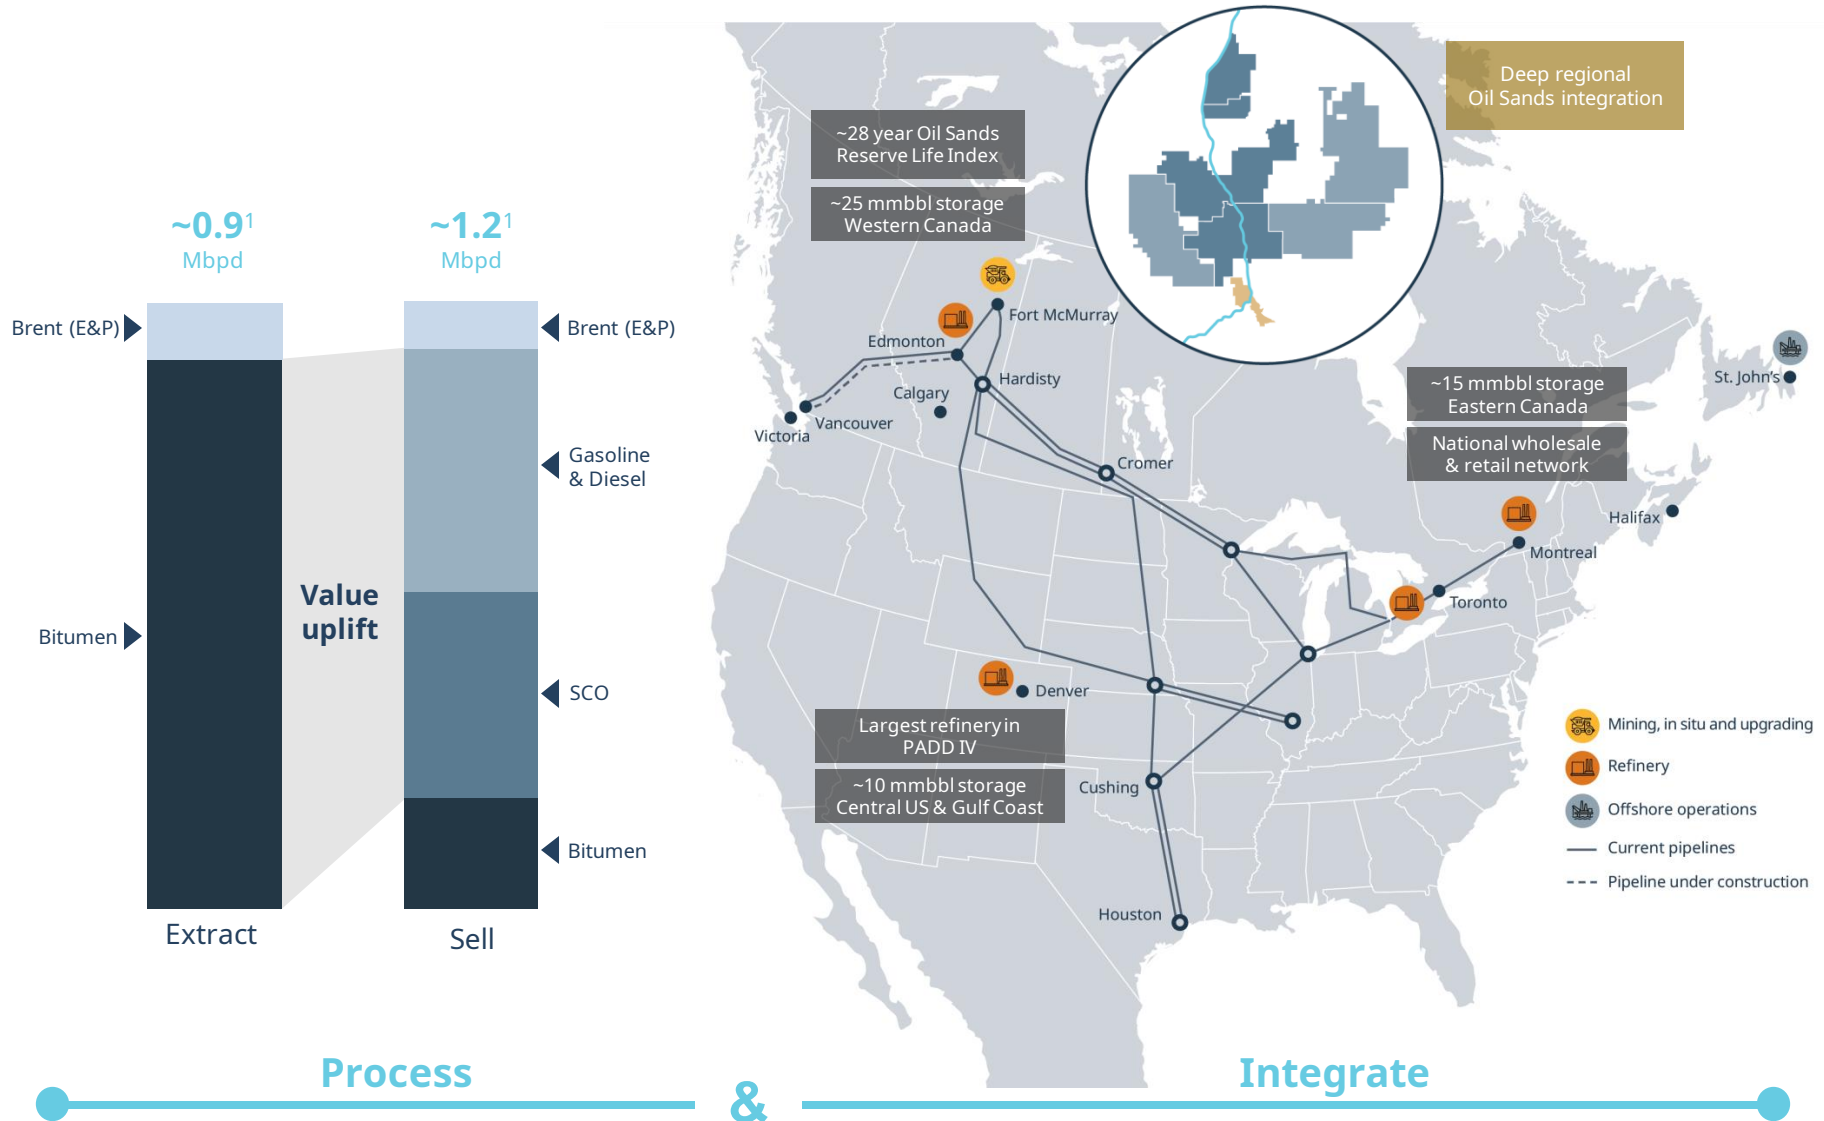 ~0.9¹
Mbpd
~1.2¹
Mbpd
Brent (E&P)
Bitumen
Value
uplift
Brent (E&P)
Gasoline
& Diesel
SCO
Bitumen
Extract
Sell
Deep regional
Oil Sands integration
~28 year Oil Sands
Reserve Life Index
~25 mmbbl storage
Western Canada
Fort McMurray
Edmonton
Hardisty
Calgary
Vancouver
Victoria
Cromer
St. John's
~15 mmbbl storage
Eastern Canada
National wholesale
& retail network
Halifax
Montreal
Toronto
Denver
Largest refinery in
PADD IV
~10 mmbbl storage
Central US & Gulf Coast
Cushing
Houston
Mining, in situ and upgrading
Refinery
Offshore operations
Current pipelines
Pipeline under construction
Process
&
Integrate